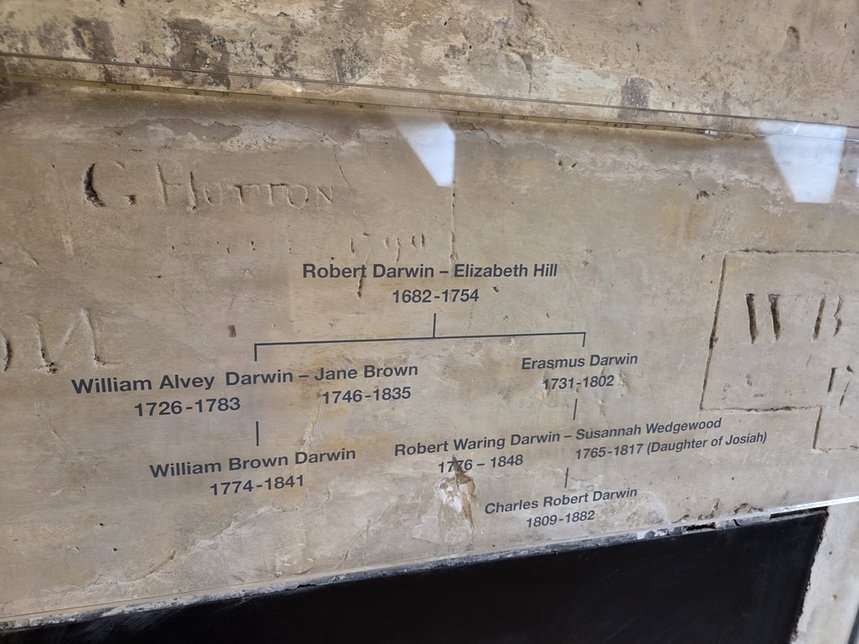 G HUTTON
1901
Robert Darwin – Elizabeth Hill
1682-1754
William Alvey Darwin – Jane Brown
1726-1783 1746-1835
Erasmus Darwin
1731-1802
William Brown Darwin
1774-1841
Robert Waring Darwin – Susannah Wedgewood
1776 – 1848 1765-1817 (Daughter of Josiah)
Charles Robert Darwin
1809-1882
WB